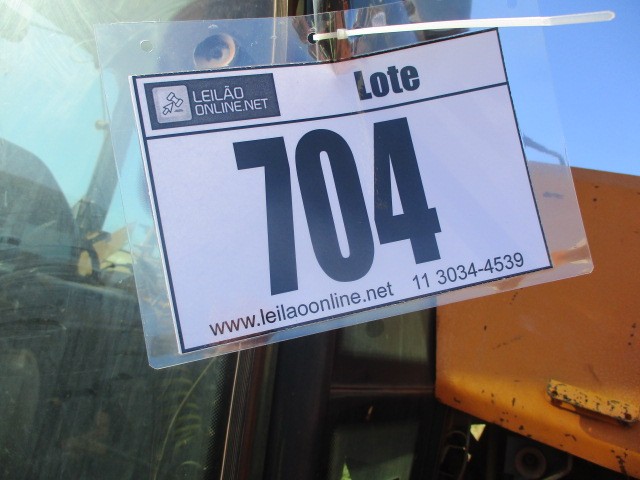 LEILÃO
ONLINE.NET
Lote
704
www.leilaoonline.net 11 3034-4539